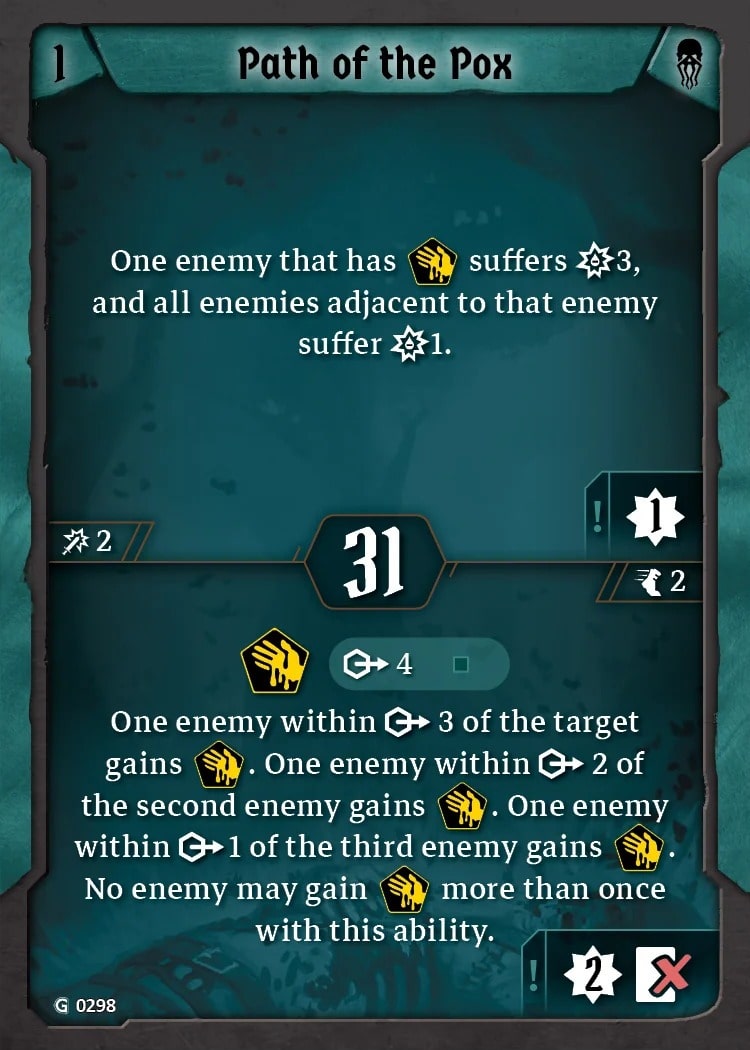 1
Path of the Pox
One enemy that has suffers 3,
and all enemies adjacent to that enemy
suffer 1.
! 1
2
31
2
4
One enemy within 3 of the target
gains . One enemy within 2 of
the second enemy gains . One enemy
within 1 of the third enemy gains .
No enemy may gain more than once
with this ability.
! 2
G 0298